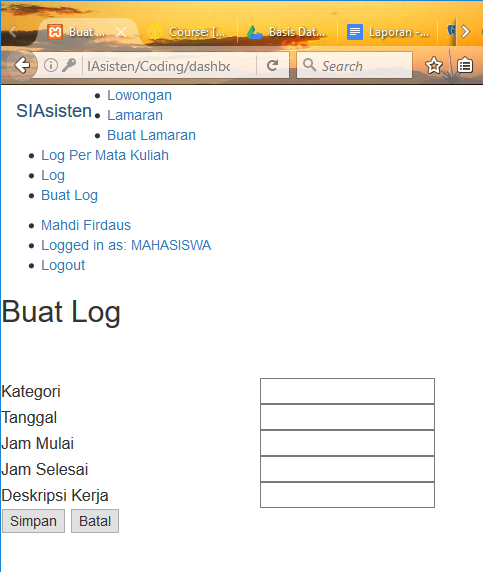 Buat...
Course: [...
Basis Dat...
Laporan -...
lAsisten/Coding/dashbo
Search
SIAsisten
Lowongan
Lamaran
Buat Lamaran
Log Per Mata Kuliah
Log
Buat Log
Mahdi Firdaus
Logged in as: MAHASISWA
Logout
Buat Log
Kategori
Tanggal
Jam Mulai
Jam Selesai
Deskripsi Kerja
Simpan Batal